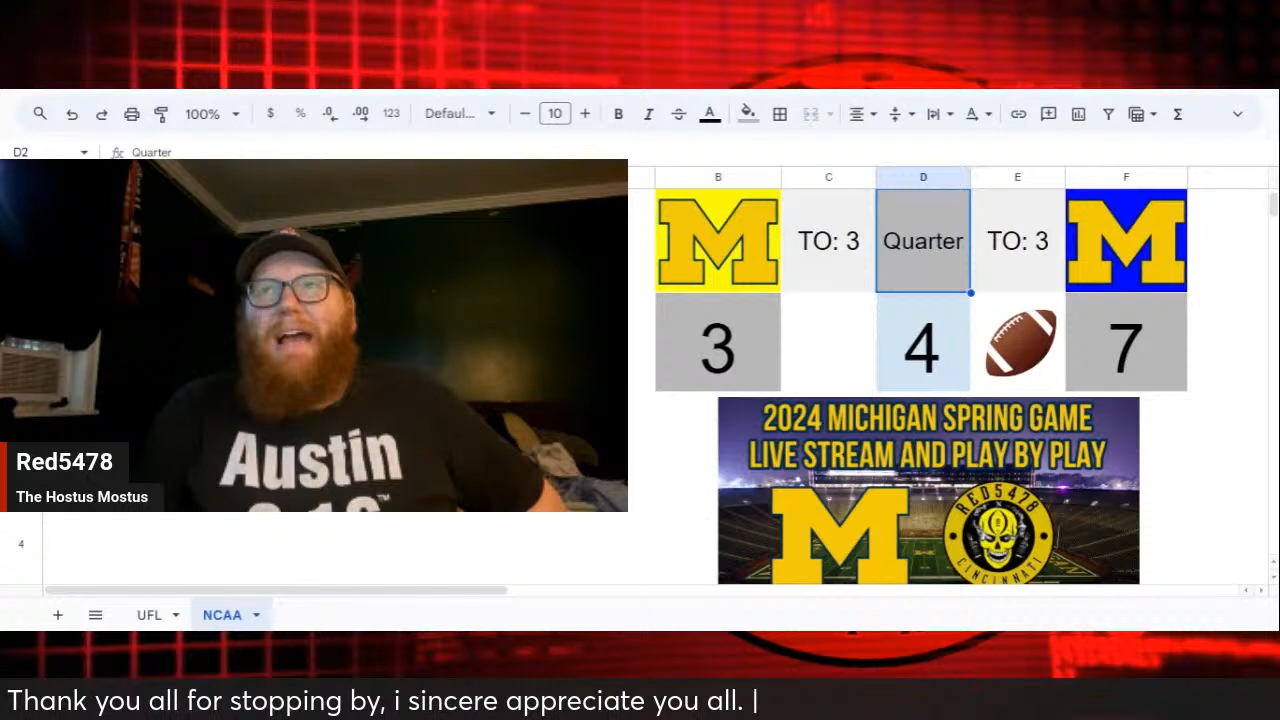 100%
$
%
.0
.00
123
Defaul...
10
B
I
A
Σ
D2
fx
Quarter
B
C
D
E
F
M
TO: 3
Quarter
TO: 3
M
3
4
7
2024 MICHIGAN SPRING GAME
LIVE STREAM AND PLAY BY PLAY
M
RED5478
CINCINNATI
Austin
Red5478
The Hostus Mostus
4
UFL
NCAA
Thank you all for stopping by, i sincere appreciate you all. |